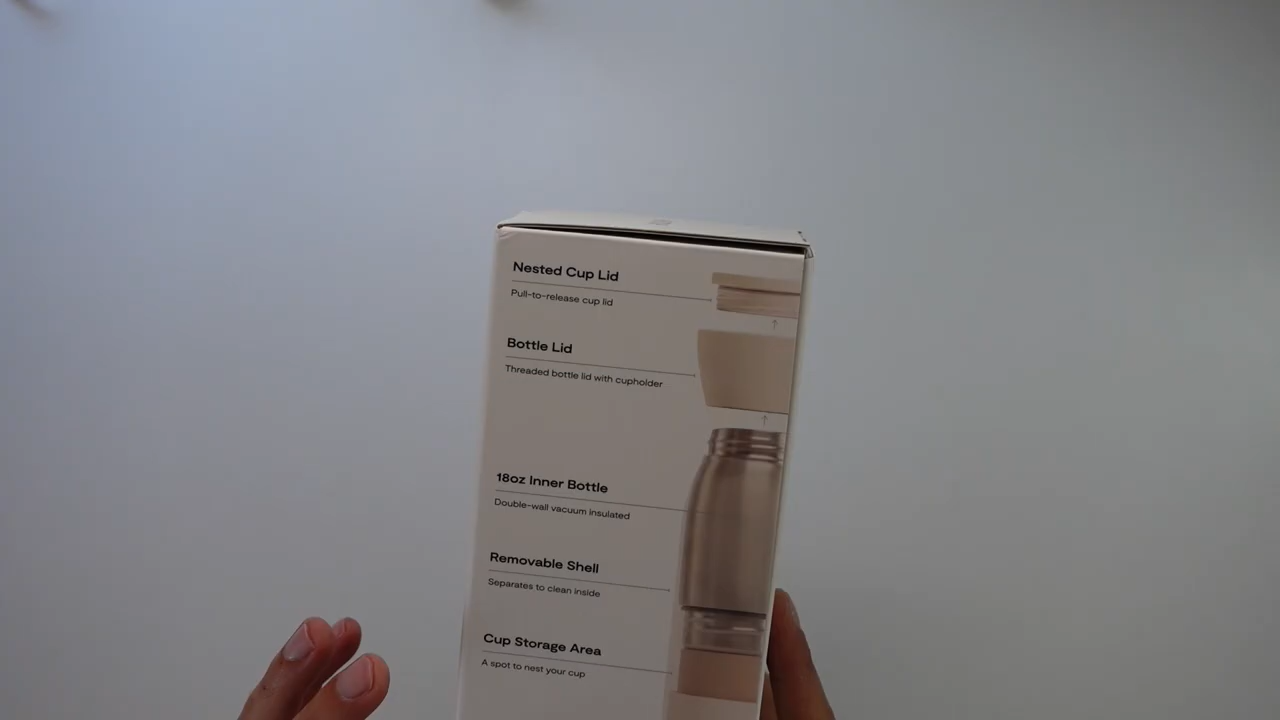 Nested Cup Lid
Pull-to-release cup lid
Bottle Lid
Threaded bottle lid with cupholder
18oz Inner Bottle
Double-wall vacuum insulated
Removable Shell
Separates to clean inside
Cup Storage Area
A spot to nest your cup